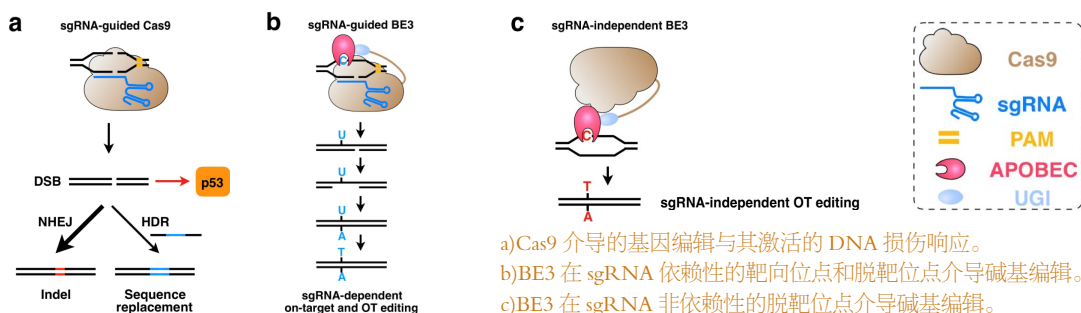 a
sgRNA-guided Cas9
DSB
p53
NHEJ
HDR
Indel
Sequence
replacement
b
sgRNA-guided BE3
C
U
U
U
A
T
A
sgRNA-dependent
on-target and OT editing
c
sgRNA-independent BE3
C
T
A
sgRNA-independent OT editing
Cas9
sgRNA
PAM
APOBEC
UGI
a)Cas9 介导的基因编辑与其激活的 DNA 损伤响应。
b)BE3 在 sgRNA 依赖性的靶向位点和脱靶位点介导碱基编辑。
c)BE3 在 sgRNA 非依赖性的脱靶位点介导碱基编辑。